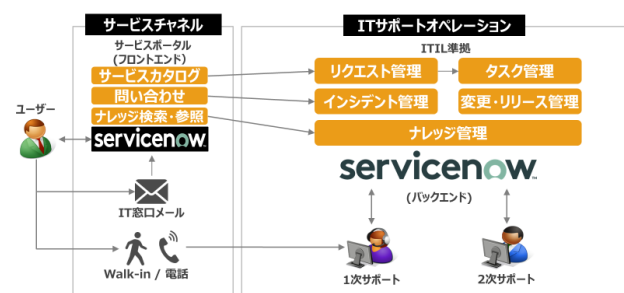 サービスチャネル
サービスポータル
(フロントエンド)
サービスカタログ
問い合わせ
ナレッジ検索・参照
servicenow
ユーザー
IT窓口メール
Walk-in / 電話
ITサポートオペレーション
ITIL準拠
リクエスト管理
タスク管理
インシデント管理
変更・リリース管理
ナレッジ管理
servicenow
(バックエンド)
1次サポート
2次サポート